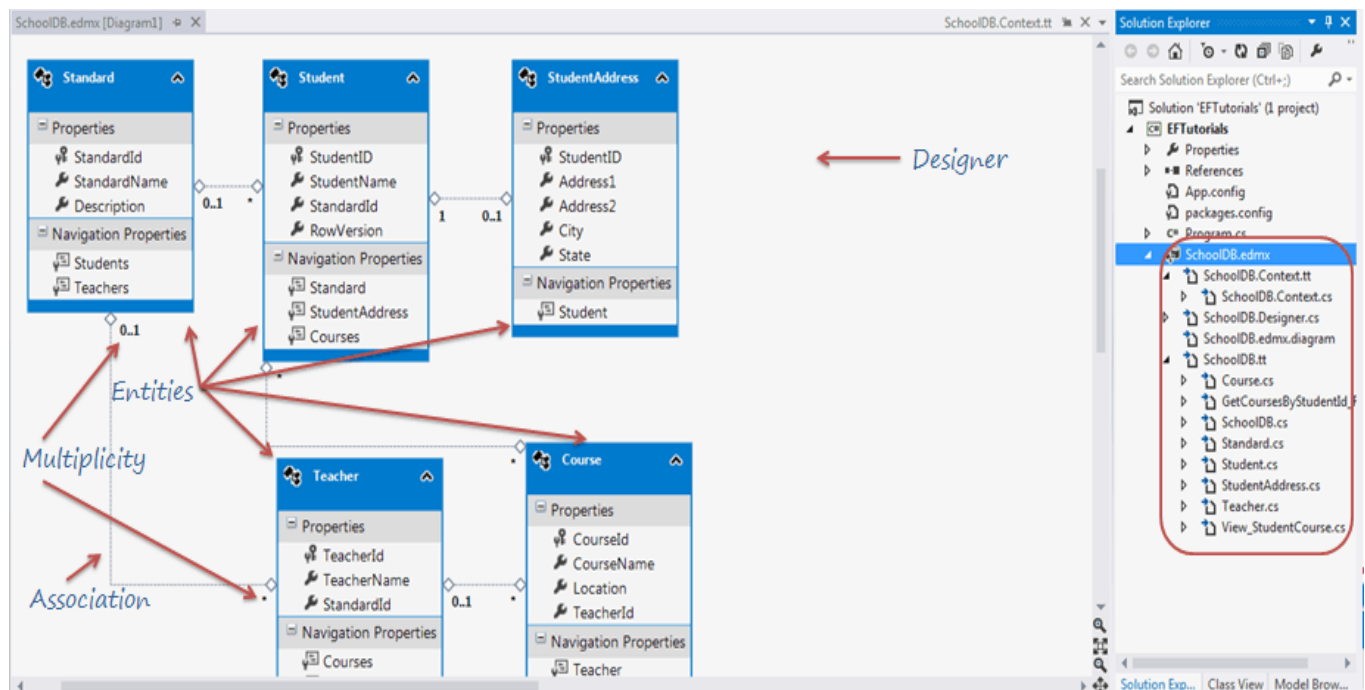 SchoolDB.edmx [Diagram1]
SchoolDB.Context.tt
Standard
Properties
StandardId
StandardName
Description
Navigation Properties
Students
Teachers
0..1
*
Student
Properties
StudentID
StudentName
StandardId
RowVersion
Navigation Properties
Standard
StudentAddress
Courses
1
0..1
StudentAddress
Properties
StudentID
Address1
Address2
City
State
Navigation Properties
Student
Designer
0..1
*
Entities
Multiplicity
Association
*
Teacher
Properties
TeacherId
TeacherName
StandardId
Navigation Properties
Courses
0..1
*
*
Course
Properties
CourseId
CourseName
Location
TeacherId
Navigation Properties
Teacher
Solution Explorer
Search Solution Explorer (Ctrl+;)
Solution 'EFTutorials' (1 project)
EFTutorials
Properties
References
App.config
packages.config
Program.cs
SchoolDB.edmx
SchoolDB.Context.tt
SchoolDB.Context.cs
SchoolDB.Designer.cs
SchoolDB.edmx.diagram
SchoolDB.tt
Course.cs
GetCoursesByStudentId_
SchoolDB.cs
Standard.cs
Student.cs
StudentAddress.cs
Teacher.cs
View_StudentCourse.cs
Solution Exp... Class View Model Brow...